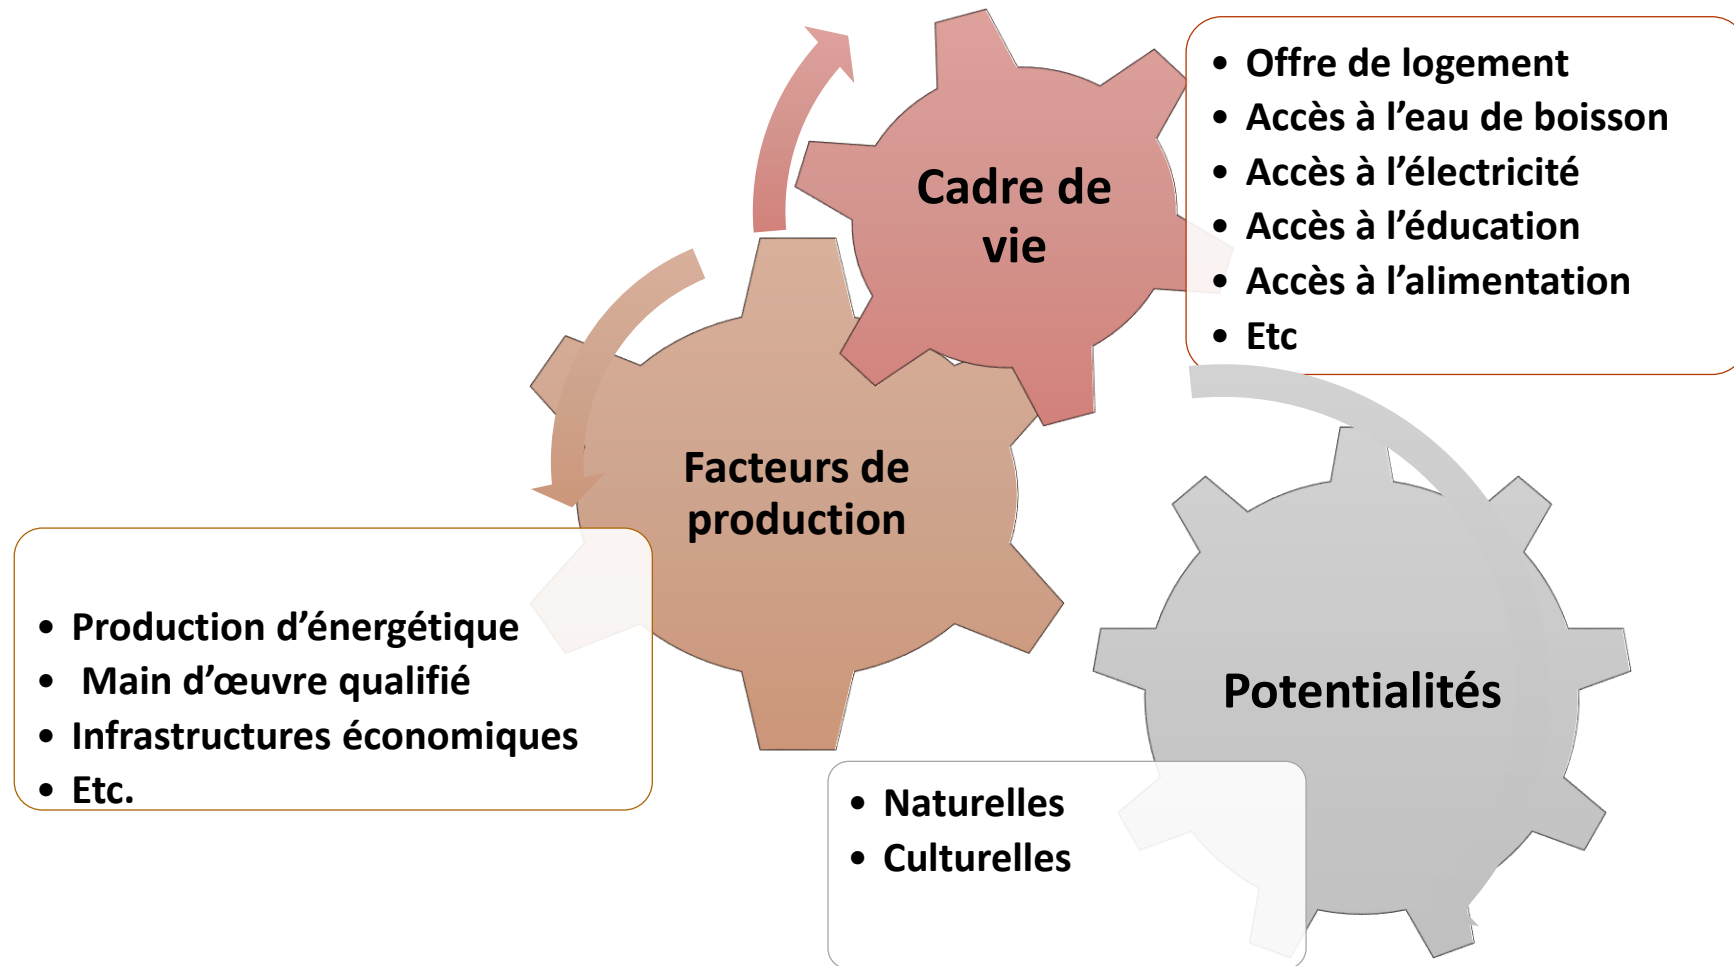 Cadre de
vie
• Offre de logement
• Accès à l’eau de boisson
• Accès à l’électricité
• Accès à l’éducation
• Accès à l’alimentation
• Etc
Facteurs de
production
• Production d’énergétique
• Main d’œuvre qualifié
• Infrastructures économiques
• Etc.
Potentialités
• Naturelles
• Culturelles